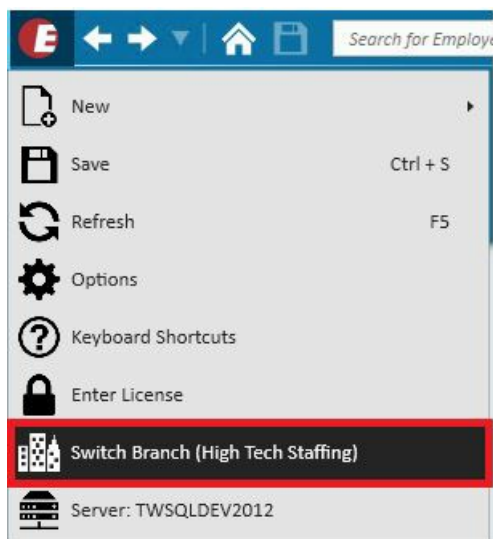 E
Search for Employe
New
Save Ctrl + S
Refresh F5
Options
? Keyboard Shortcuts
Enter License
Switch Branch (High Tech Staffing)
Server: TWSQLDEV2012